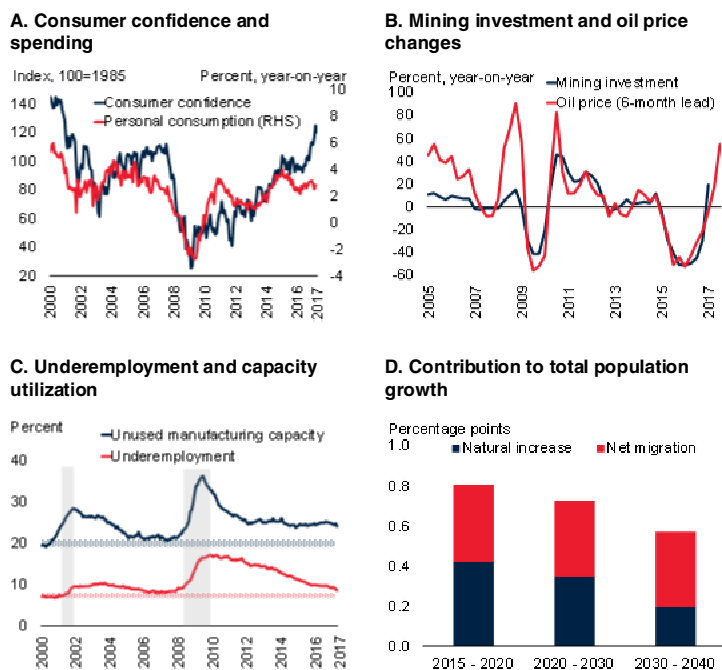 A. Consumer confidence and
spending
Index, 100=1985
Percent, year-on-year
Consumer confidence
Personal consumption (RHS)
140
120
100
80
60
40
20
10
8
6
4
2
0
-2
-4
2000
2002
2004
2006
2008
2010
2012
2014
2016
2017
B. Mining investment and oil price
changes
Percent, year-on-year
Mining investment
Oil price (6-month lead)
100
80
60
40
20
0
-20
-40
-60
2005
2007
2009
2011
2013
2015
2017
C. Underemployment and capacity
utilization
Percent
Unused manufacturing capacity
Underemployment
40
30
20
10
0
2000
2002
2004
2006
2008
2010
2012
2014
2016
2017
D. Contribution to total population
growth
Percentage points
Natural increase
Net migration
1.0
0.8
0.6
0.4
0.2
0.0
2015 - 2020
2020 - 2030
2030 - 2040